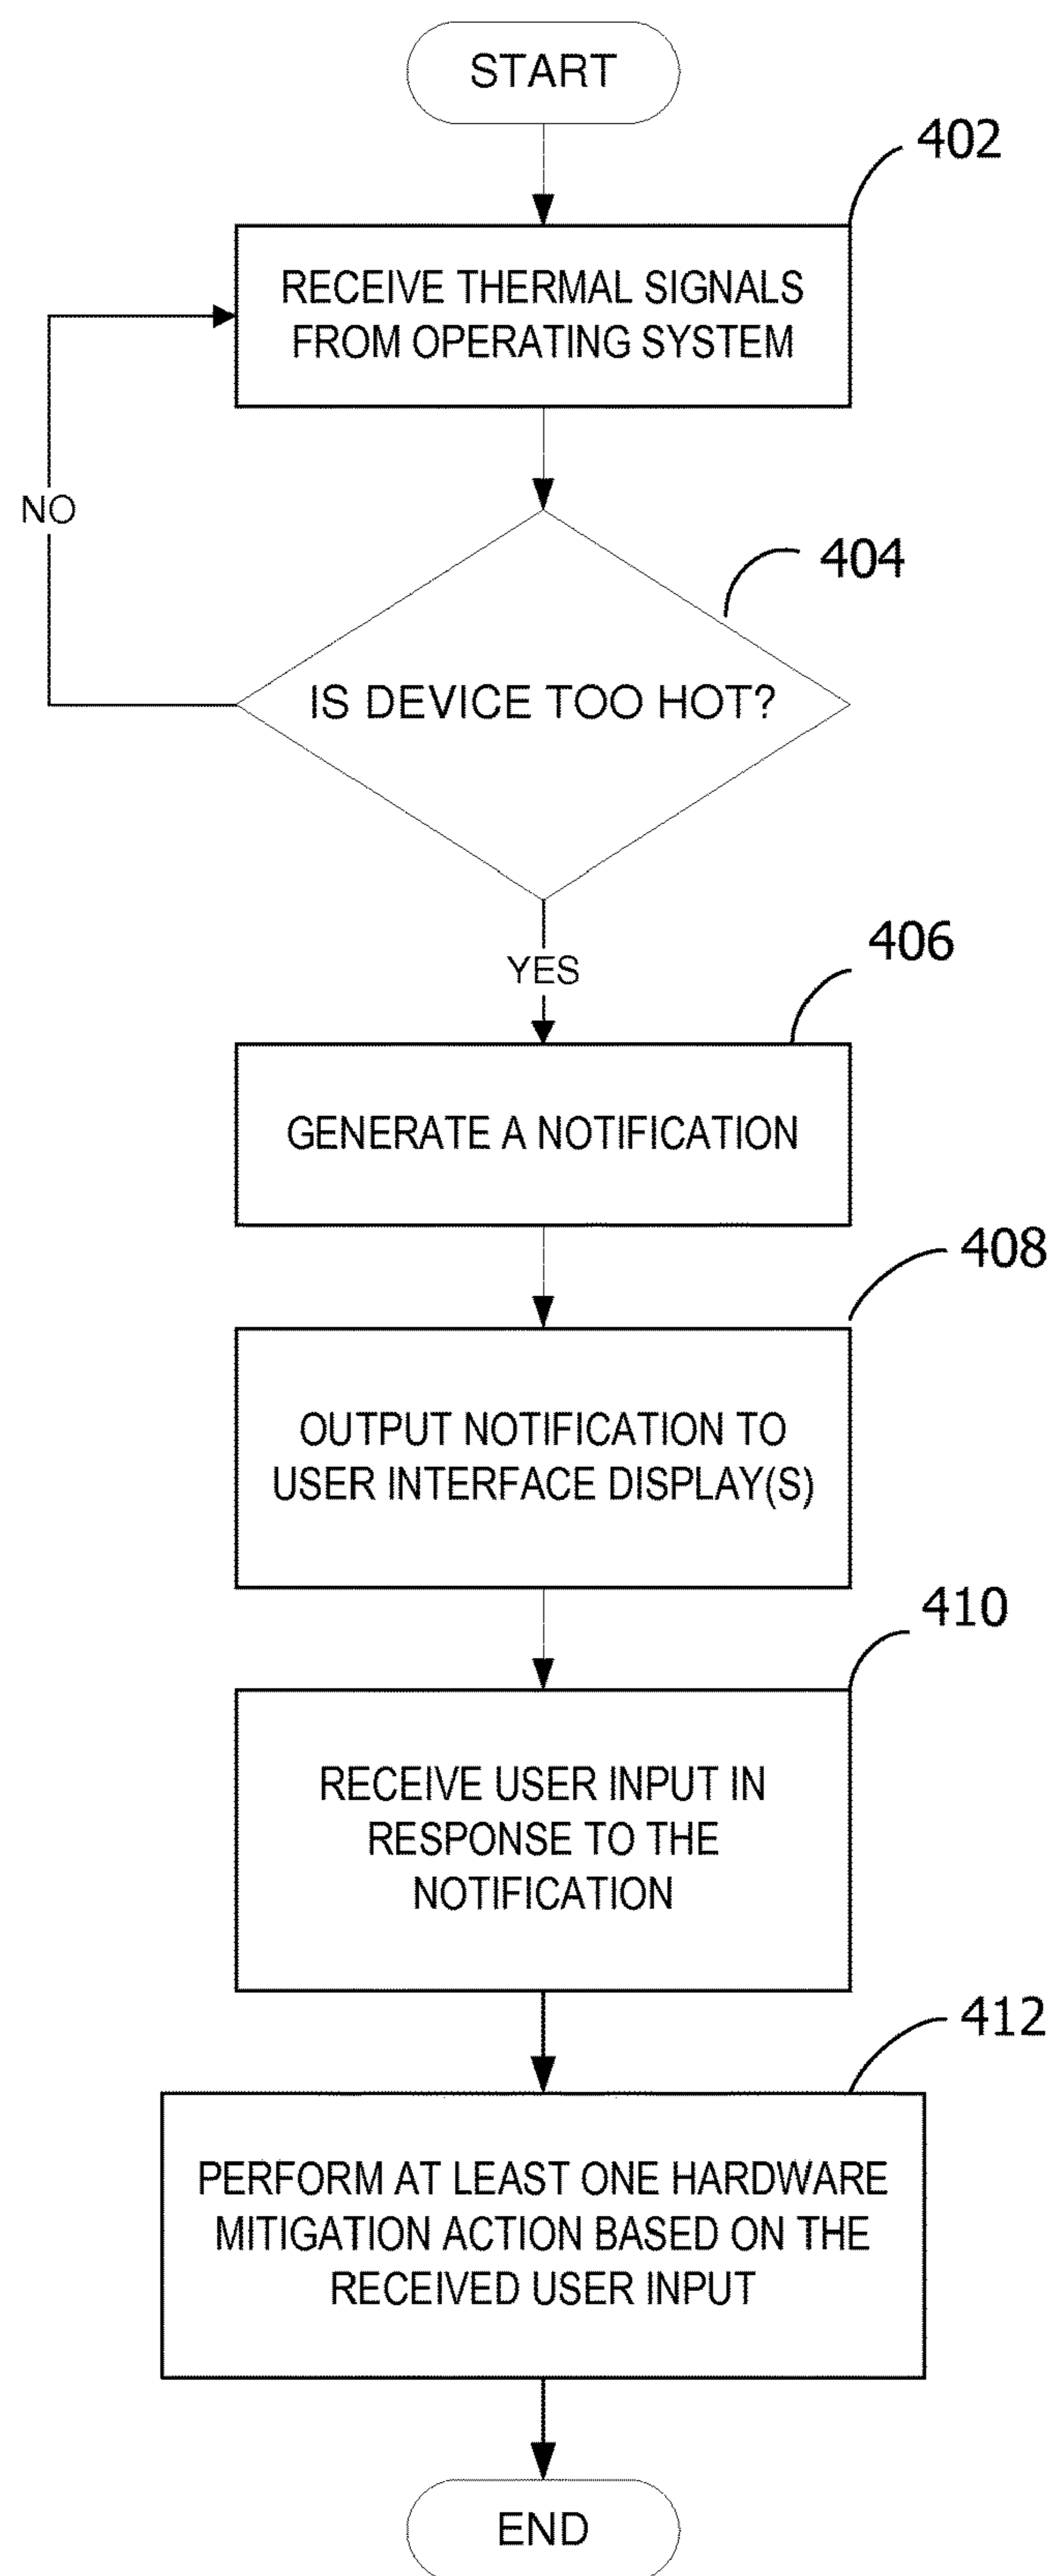 START
402
RECEIVE THERMAL SIGNALS
FROM OPERATING SYSTEM
NO
404
IS DEVICE TOO HOT?
YES
406
GENERATE A NOTIFICATION
408
OUTPUT NOTIFICATION TO
USER INTERFACE DISPLAY(S)
410
RECEIVE USER INPUT IN
RESPONSE TO THE
NOTIFICATION
412
PERFORM AT LEAST ONE HARDWARE
MITIGATION ACTION BASED ON THE
RECEIVED USER INPUT
END